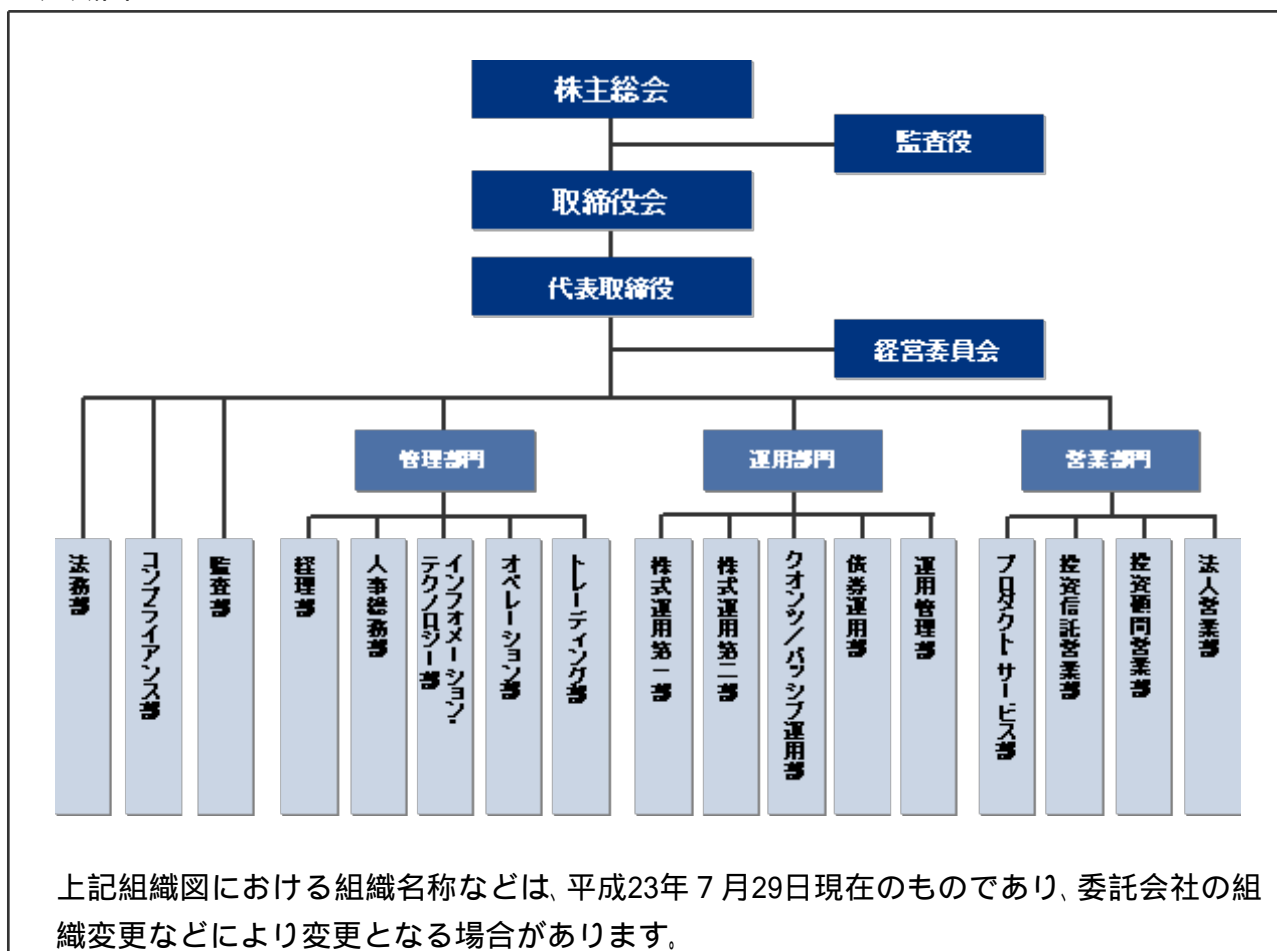 株主総会
監査役
取締役会
代表取締役
経営委員会
管理部門
運用部門
営業部門
法務部
コンプライアンス部
監査部
経理部
人事総務部
インフォメーション・
テクノロジー部
オペレーション部
トレーディング部
株式運用第一部
株式運用第二部
クオンツ/パッシブ運用部
債券運用部
運用管理部
プロダクトサービス部
投資信託営業部
投資顧問営業部
法人営業部
上記組織図における組織名称などは、平成23年7月29日現在のものであり、委託会社の組
織変更などにより変更となる場合があります。